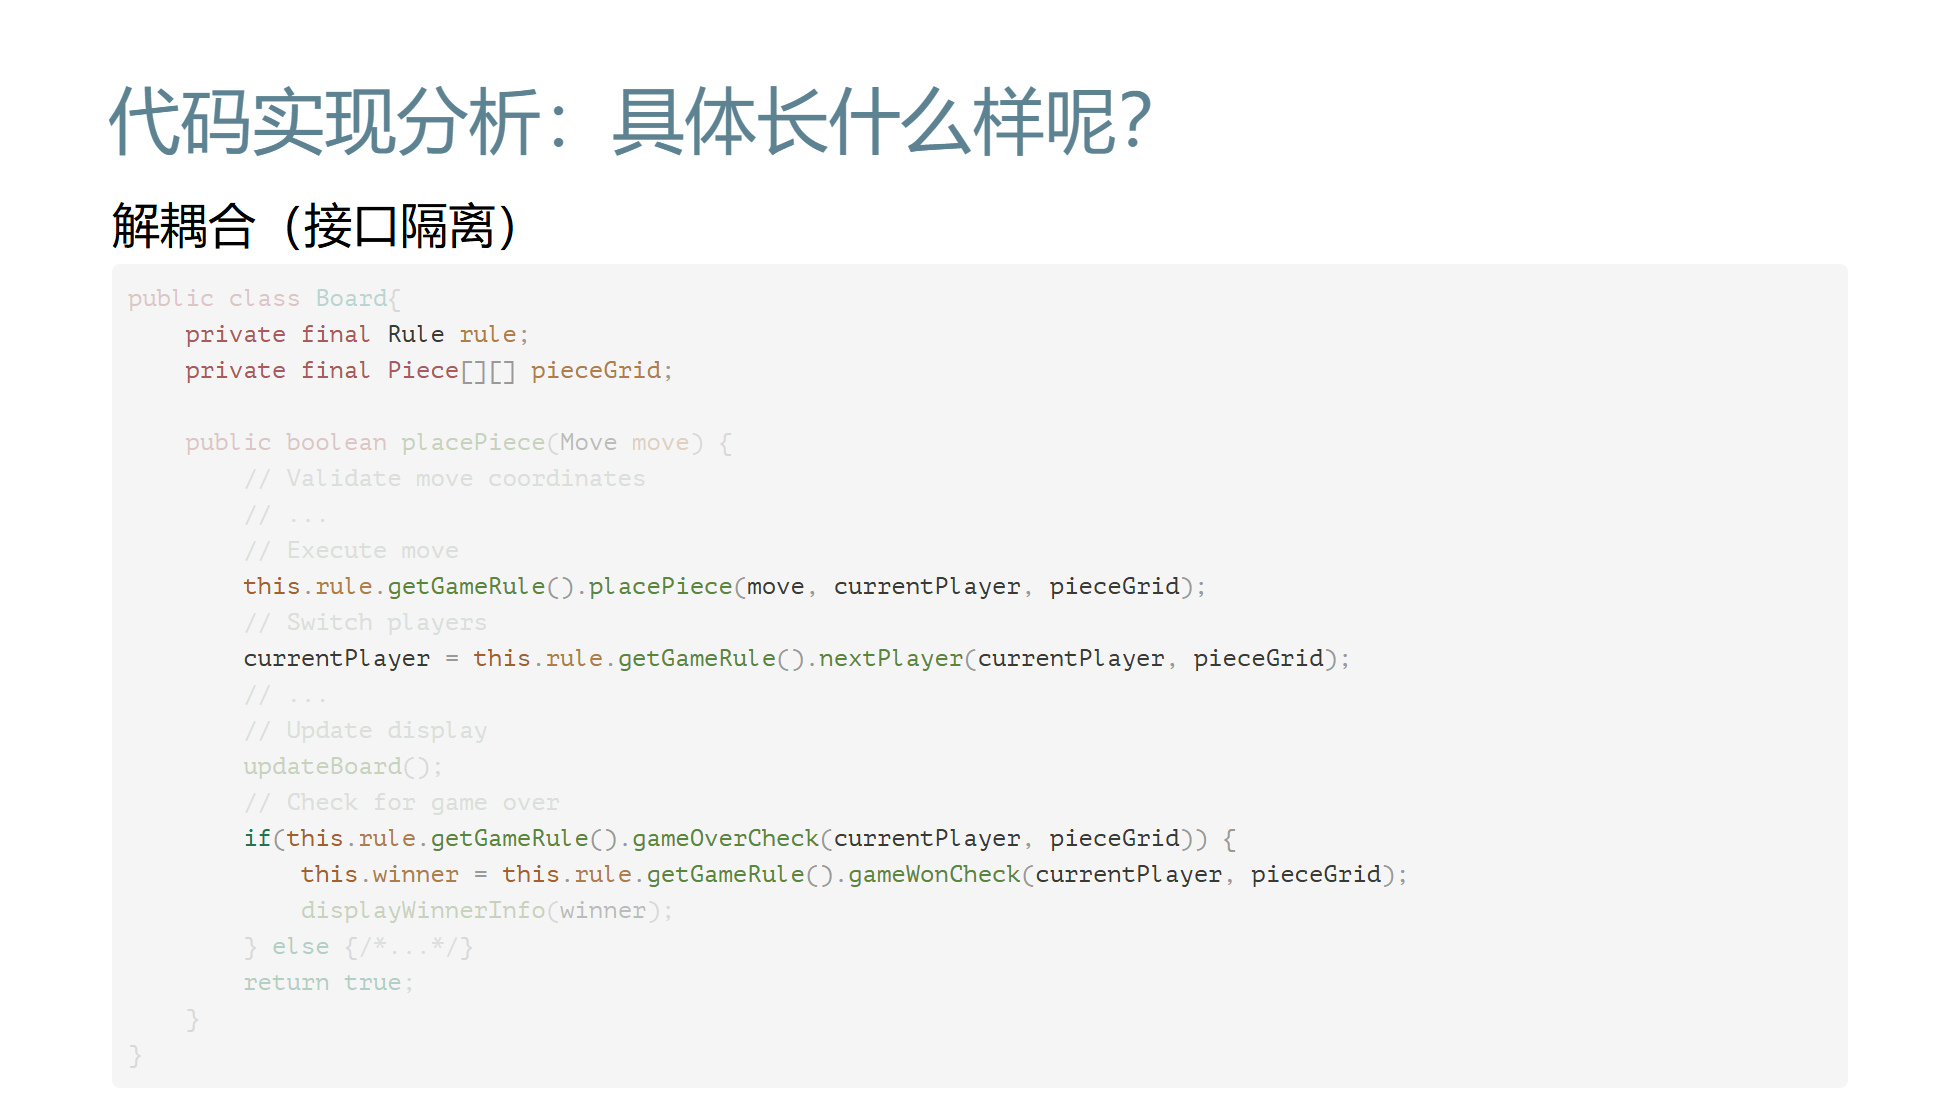 代码实现分析：具体长什么样呢？
解耦合（接口隔离）
public class Board{
    private final Rule rule;
    private final Piece[][] pieceGrid;

    public boolean placePiece(Move move) {
        // Validate move coordinates
        // ...
        // Execute move
        this.rule.getGameRule().placePiece(move, currentPlayer, pieceGrid);
        // Switch players
        currentPlayer = this.rule.getGameRule().nextPlayer(currentPlayer, pieceGrid);
        // ...
        // Update display
        updateBoard();
        // Check for game over
        if(this.rule.getGameRule().gameOverCheck(currentPlayer, pieceGrid)) {
            this.winner = this.rule.getGameRule().gameWonCheck(currentPlayer, pieceGrid);
            displayWinnerInfo(winner);
        } else {/*...*/}
        return true;
    }
}